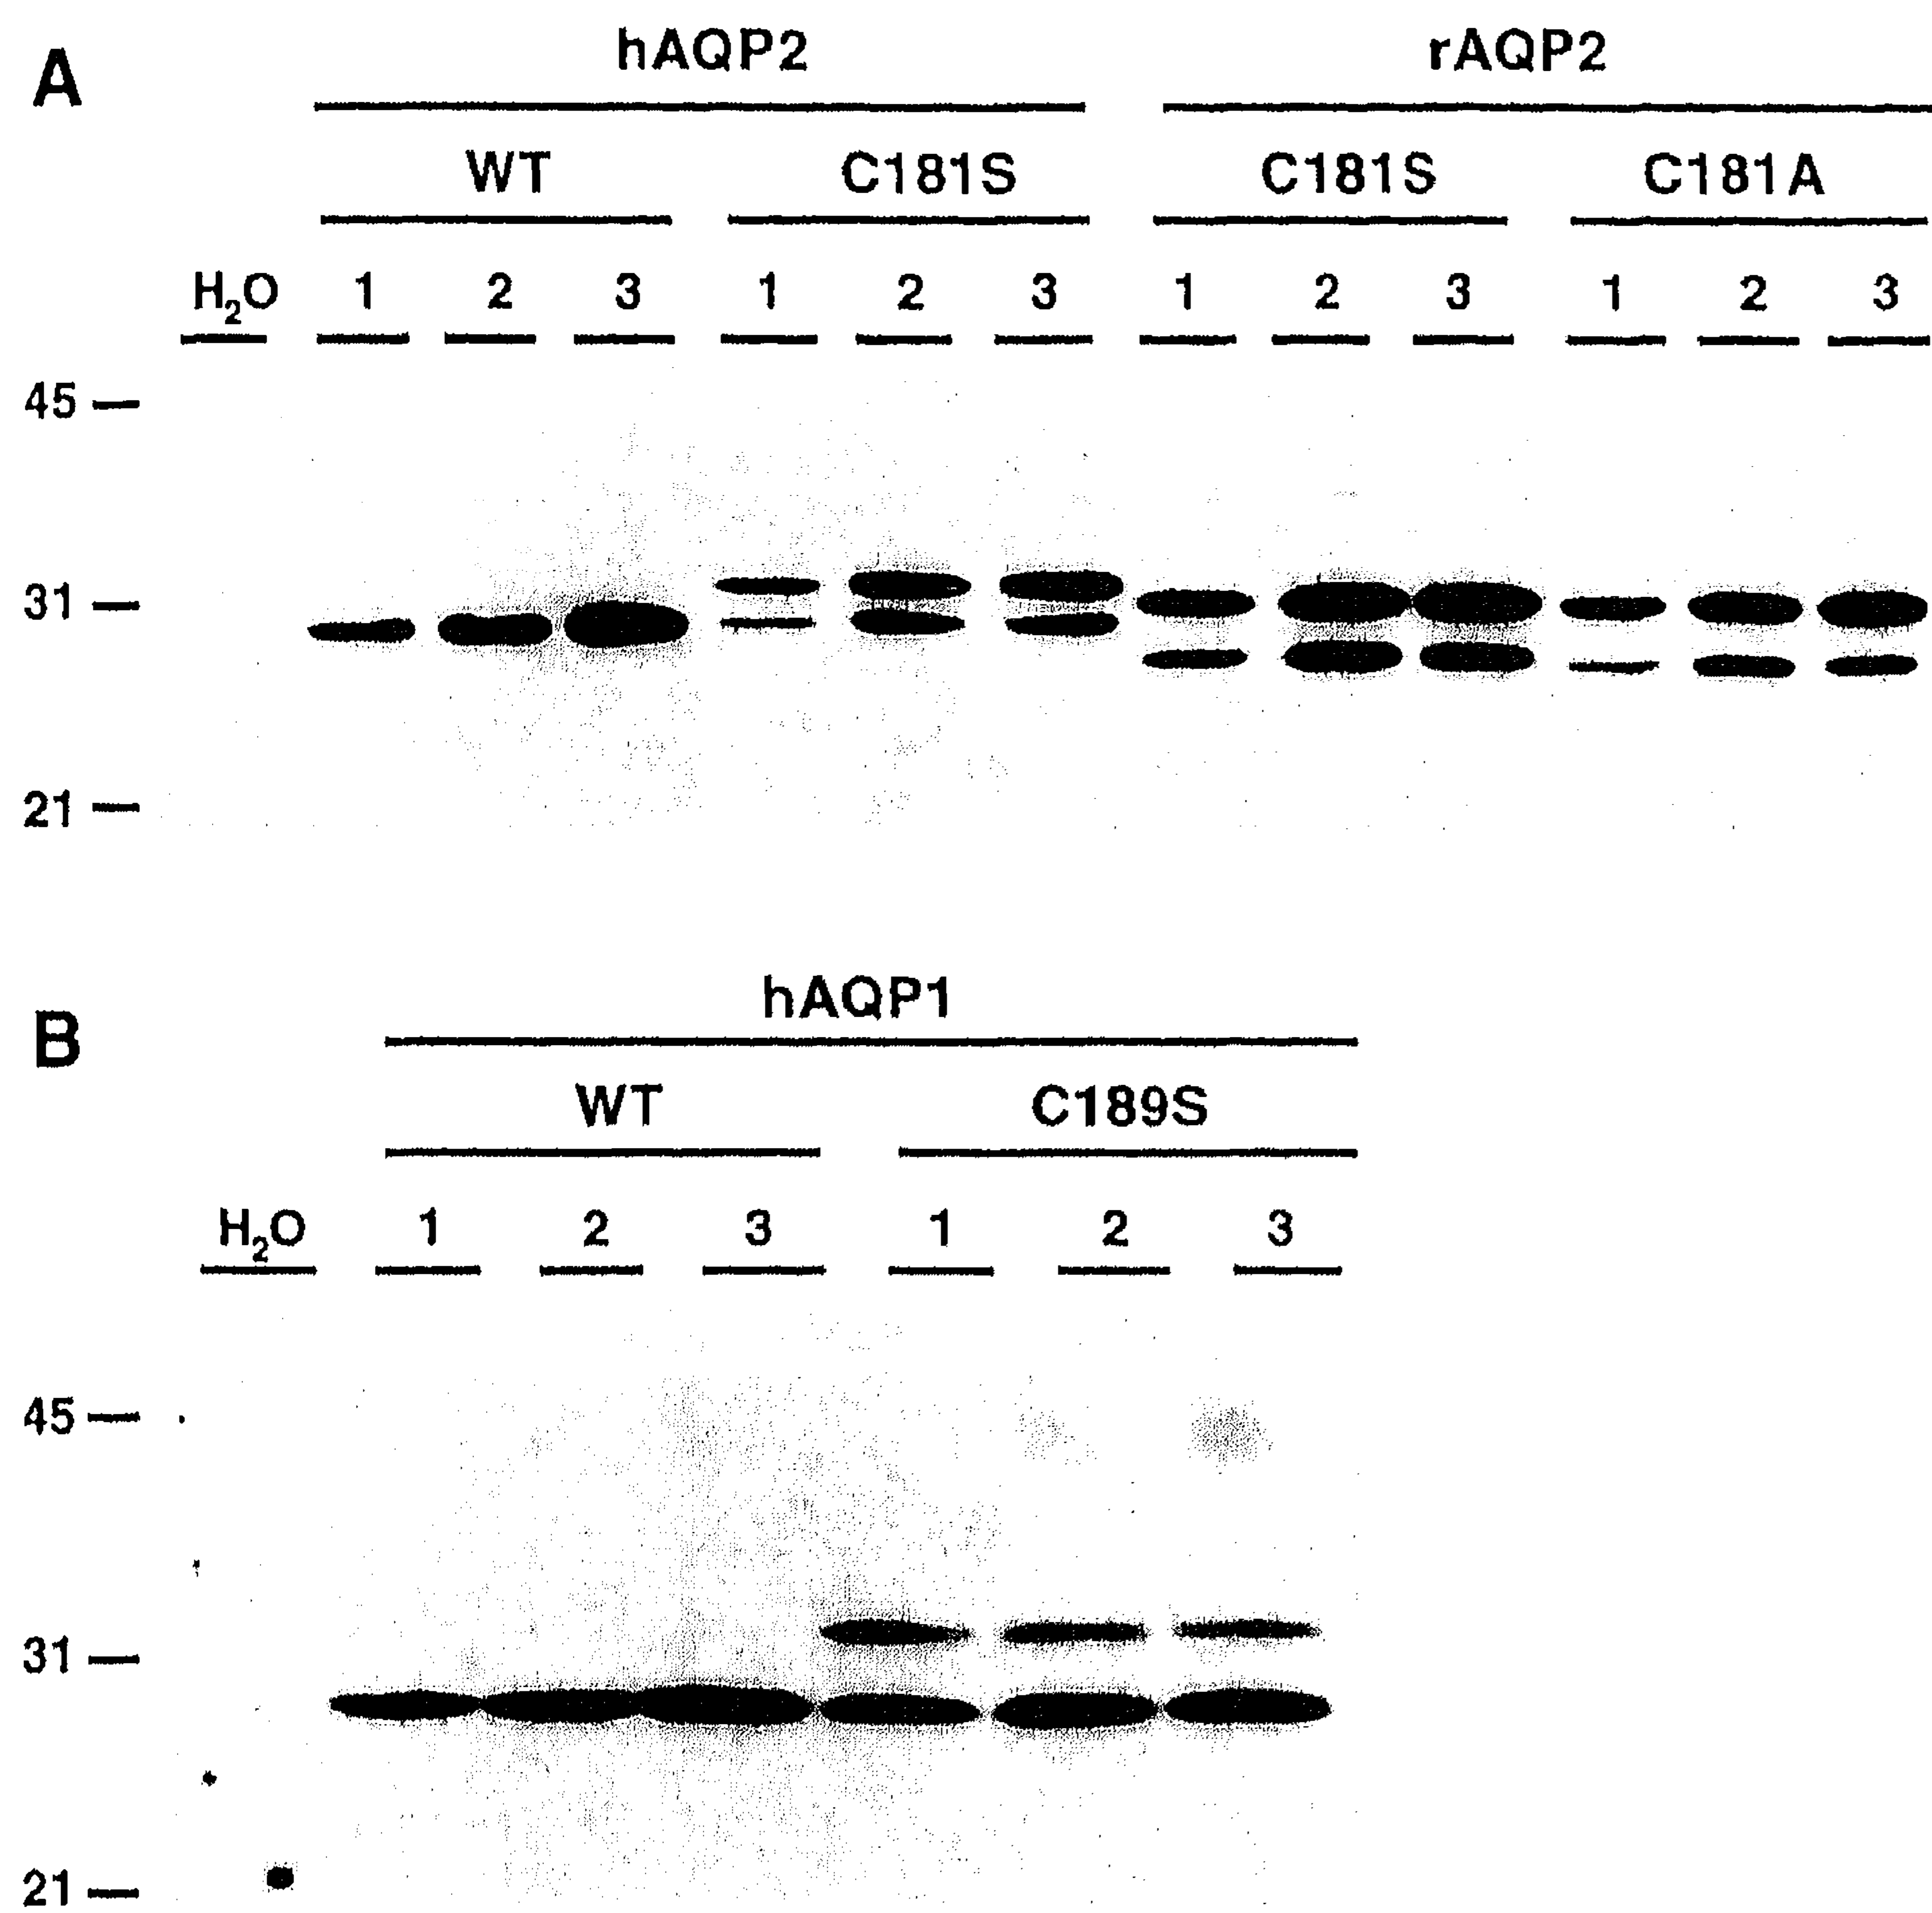 A hAQP2 rAQP2
WT C181S C181S C181A
H₂O 1 2 3 1 2 3 1 2 3 1 2 3
45
31
21
hAQP1
B
WT C189S
H₂O 1 2 3 1 2 3
45
31
21